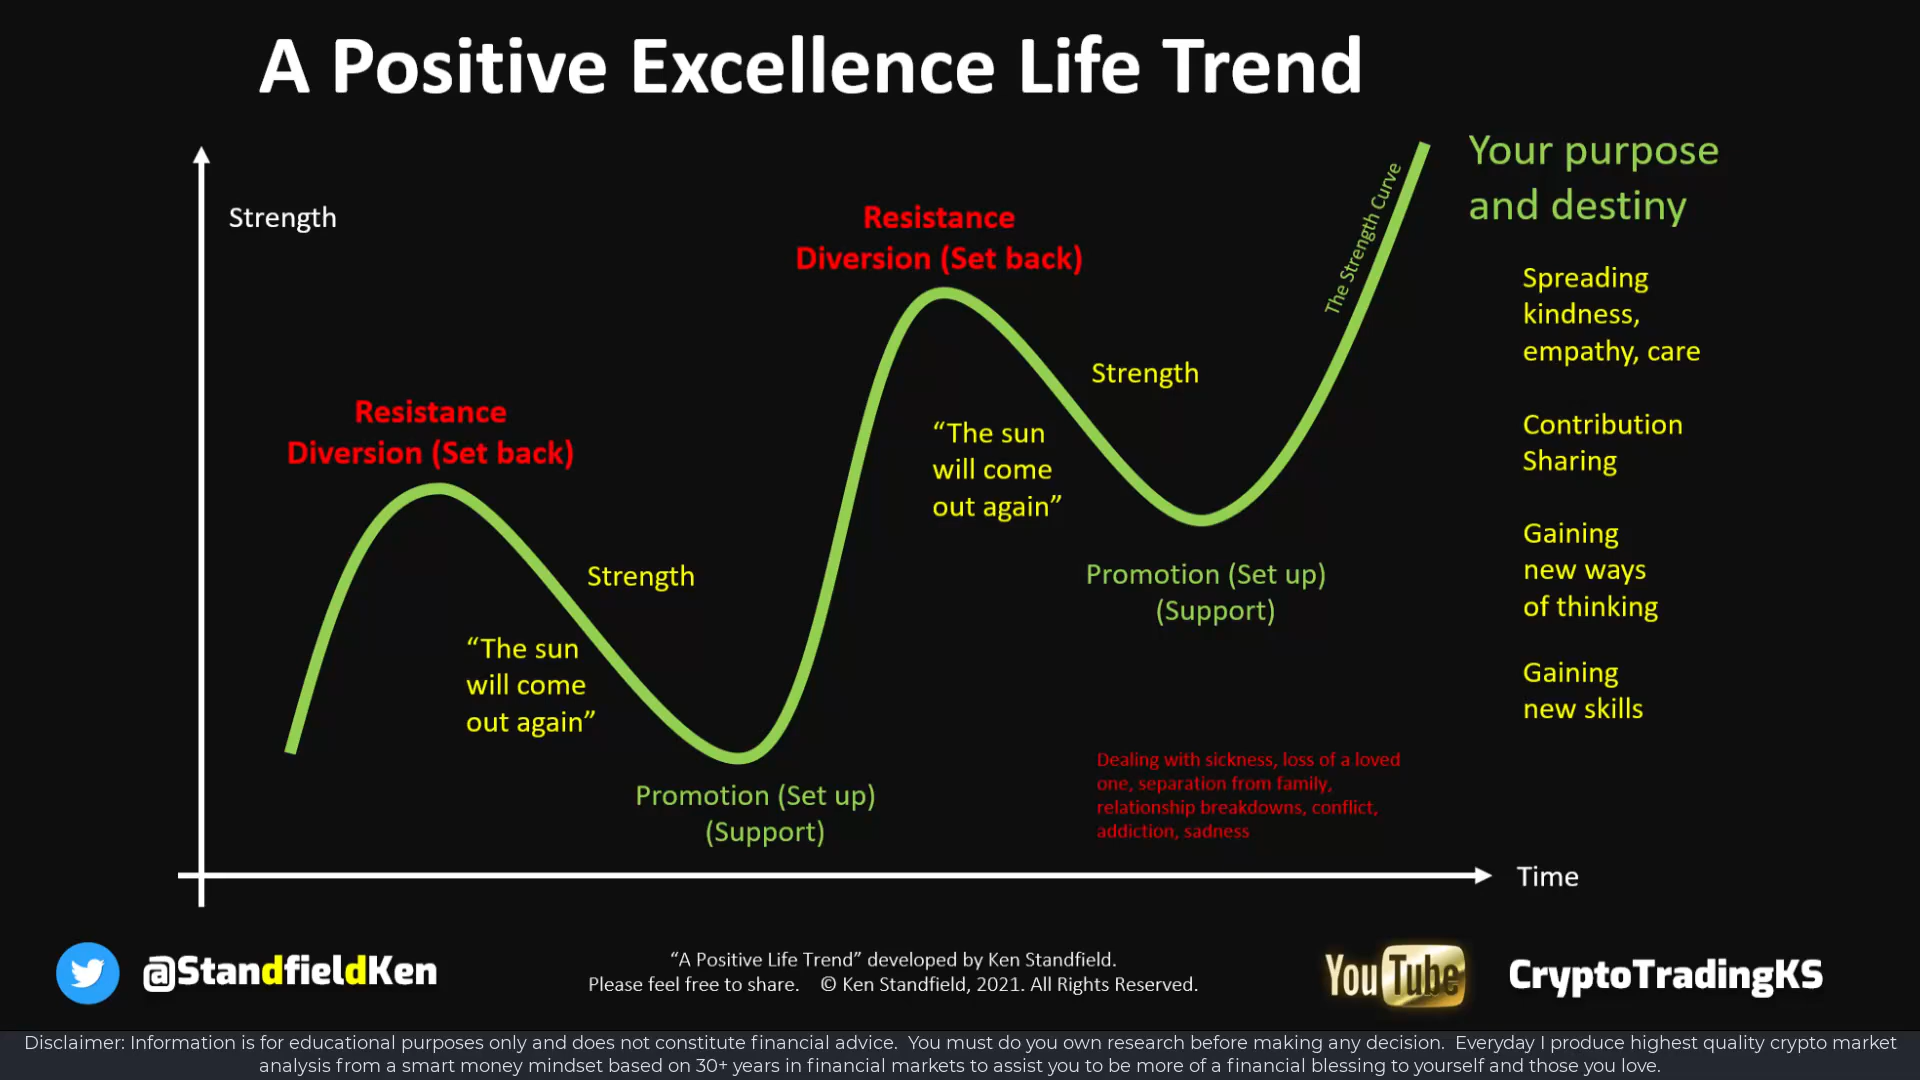 A Positive Excellence Life Trend
Strength
Resistance
Diversion (Set back)
Strength
"The sun
will come
out again"
Promotion (Set up)
(Support)
Resistance
Diversion (Set back)
Strength
“The sun
will come
out again”
Promotion (Set up)
(Support)
The Strength Curve
Your purpose
and destiny
Spreading
kindness,
empathy, care
Contribution
Sharing
Gaining
new ways
of thinking
Gaining
new skills
Dealing with sickness, loss of a loved
one, separation from family,
relationship breakdowns, conflict,
addiction, sadness
Time
@StandfieldKen
“A Positive Life Trend” developed by Ken Standfield.
Please feel free to share. © Ken Standfield, 2021. All Rights Reserved.
YouTube
CryptoTradingKS
Disclaimer: Information is for educational purposes only and does not constitute financial advice. You must do you own research before making any decision. Everyday I produce highest quality crypto market
analysis from a smart money mindset based on 30+ years in financial markets to assist you to be more of a financial blessing to yourself and those you love.